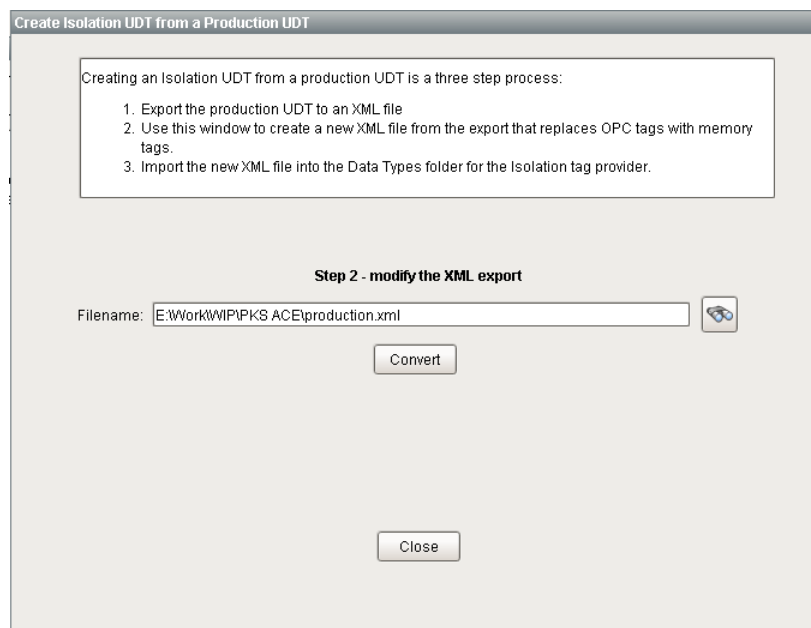 Create Isolation UDT from a Production UDT
Creating an Isolation UDT from a production UDT is a three step process:
1. Export the production UDT to an XML file
2. Use this window to create a new XML file from the export that replaces OPC tags with memory
tags.
3. Import the new XML file into the Data Types folder for the Isolation tag provider.
Step 2 - modify the XML export
Filename: E:\Work\WIP\PKS ACE\production.xml
Convert
Close